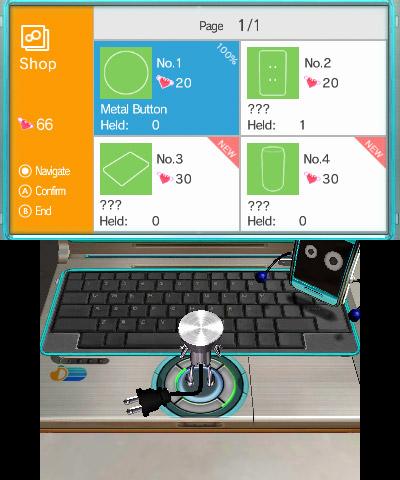 Page 1/1
Shop
66
Navigate
A Confirm
B End
100%
No.1
20
Metal Button
Held: 0
No.2
20
???
Held: 1
NEW
No.3
30
???
Held: 0
NEW
No.4
30
???
Held: 0